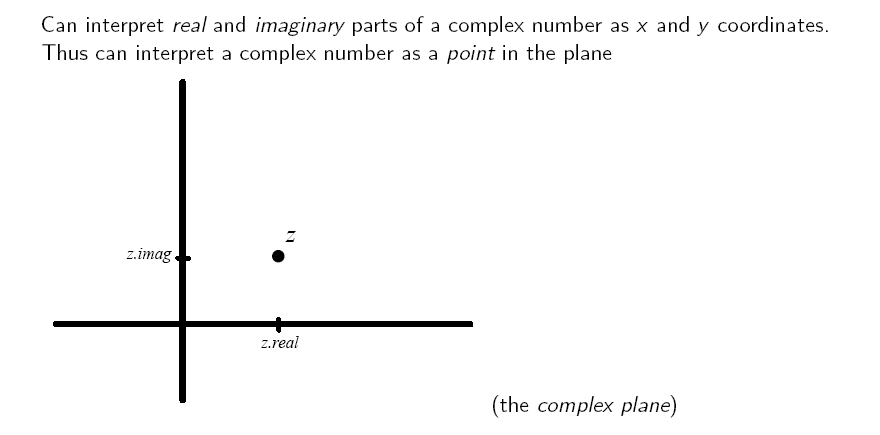 Can interpret real and imaginary parts of a complex number as x and y coordinates.
Thus can interpret a complex number as a point in the plane
z
z.imag
z.real
(the complex plane)